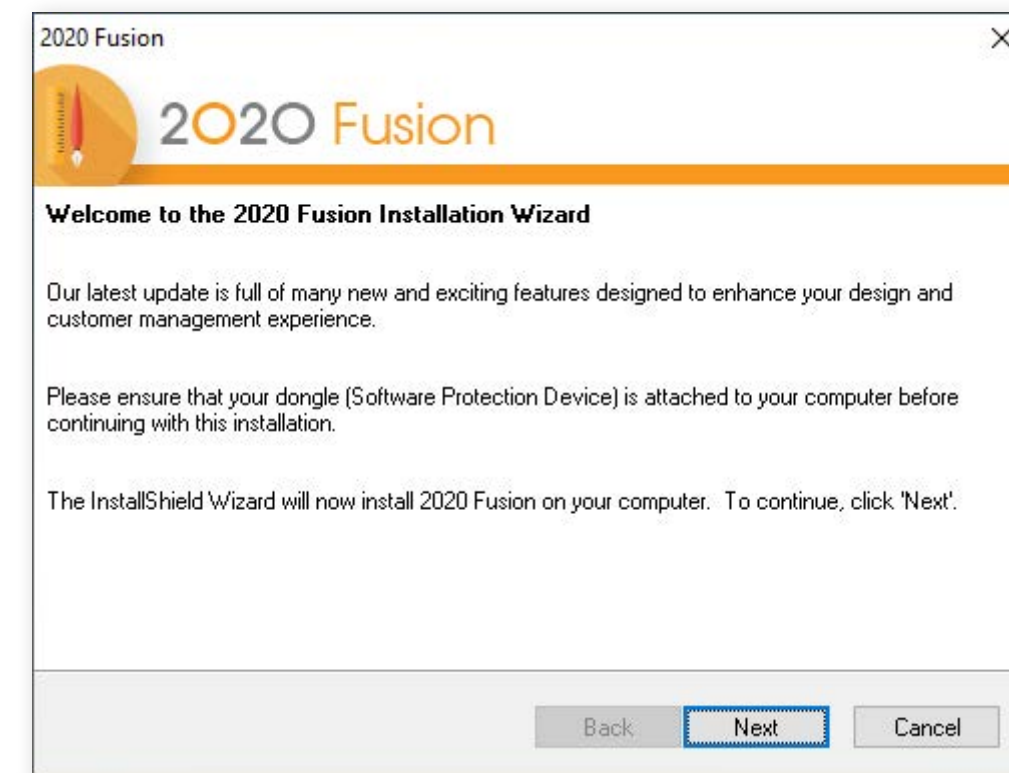 2020 Fusion
2020 Fusion
Welcome to the 2020 Fusion Installation Wizard
Our latest update is full of many new and exciting features designed to enhance your design and
customer management experience.
Please ensure that your dongle (Software Protection Device) is attached to your computer before
continuing with this installation.
The InstallShield Wizard will now install 2020 Fusion on your computer.  To continue, click 'Next'.
Back Next Cancel